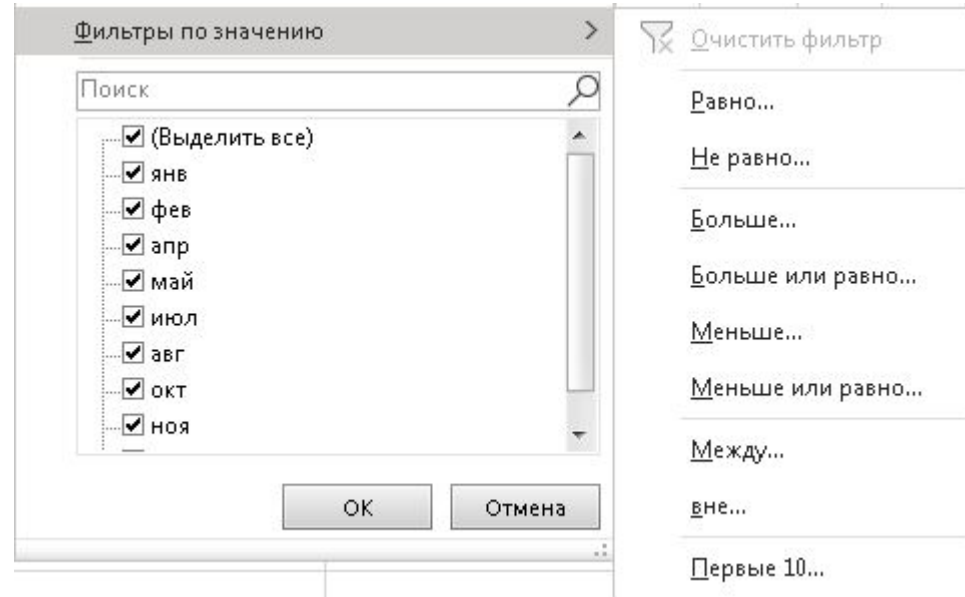 Фильтры по значению
Поиск
(Выделить все)
янв
фев
апр
май
июл
авг
окт
ноя
ОК
Отмена
Очистить фильтр
Равно...
Не равно...
Больше...
Больше или равно...
Меньше...
Меньше или равно...
Между...
вне...
Первые 10...